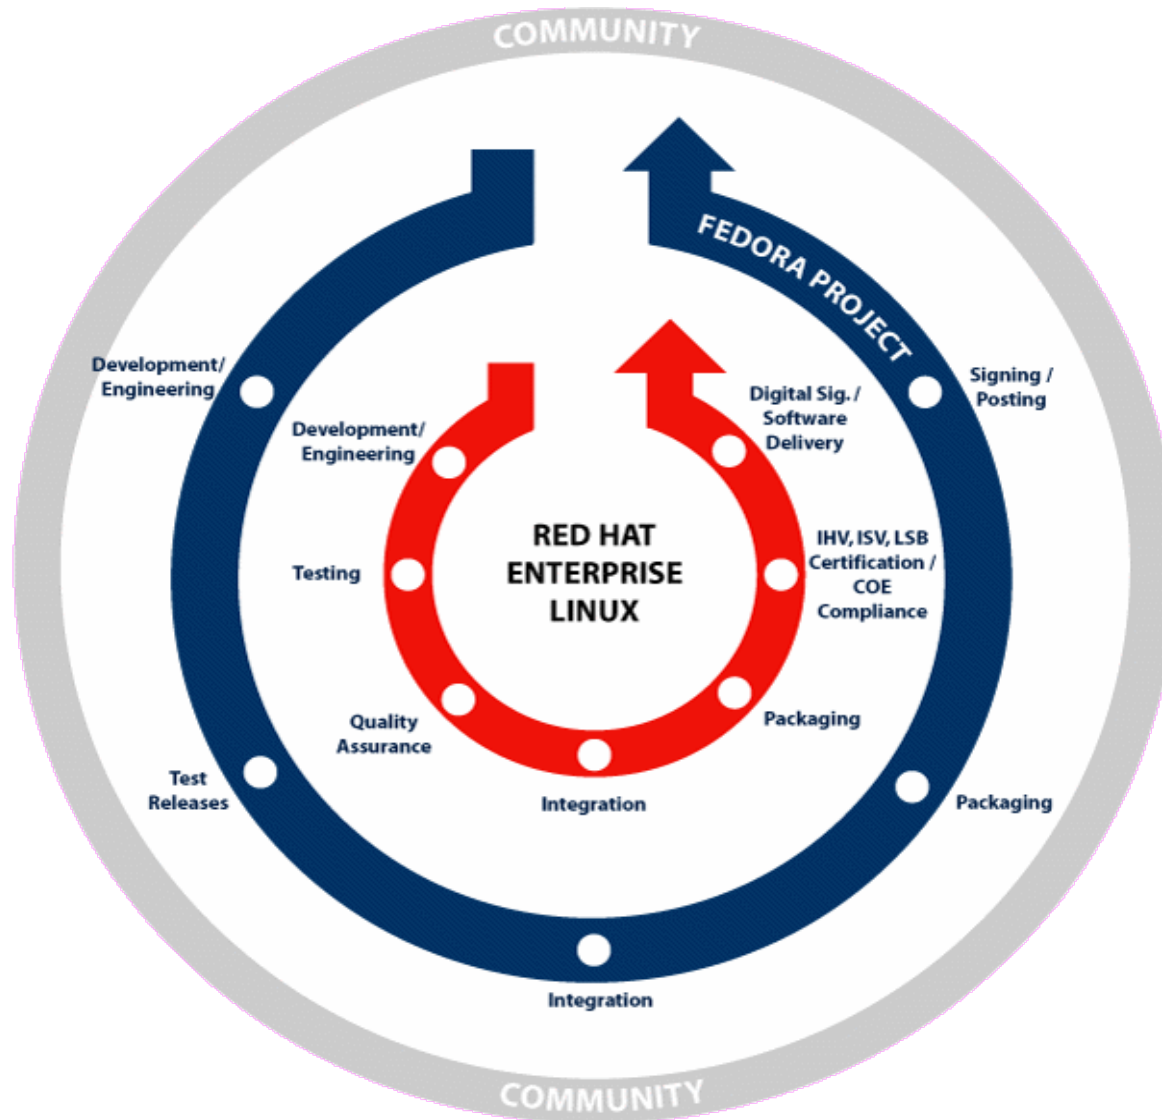 COMMUNITY
FEDORA PROJECT
Development/
Engineering
Signing /
Posting
Development/
Engineering
Digital Sig. /
Software
Delivery
RED HAT
ENTERPRISE
LINUX
Testing
IHV, ISV, LSB
Certification /
COE
Compliance
Quality
Assurance
Packaging
Integration
Test
Releases
Packaging
Integration
COMMUNITY